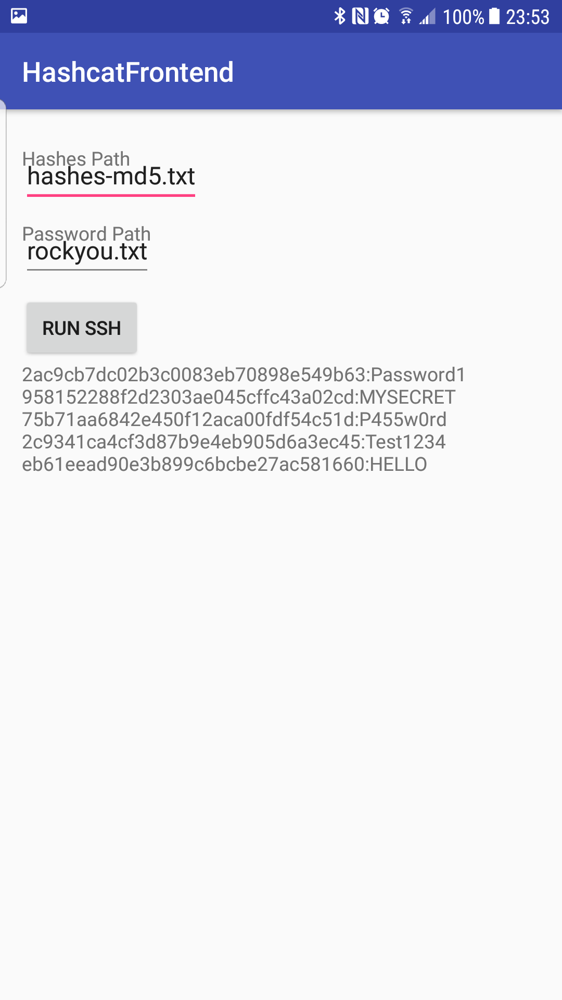 100% 23:53
HashcatFrontend
Hashes Path
hashes-md5.txt
Password Path
rockyou.txt
RUN SSH
2ac9cb7dc02b3c0083eb70898e549b63:Password1
958152288f2d2303ae045cffc43a02cd:MYSECRET
75b71aa6842e450f12aca00fdf54c51d:P455w0rd
2c9341ca4cf3d87b9e4eb905d6a3ec45:Test1234
eb61eead90e3b899c6bcbe27ac581660:HELLO